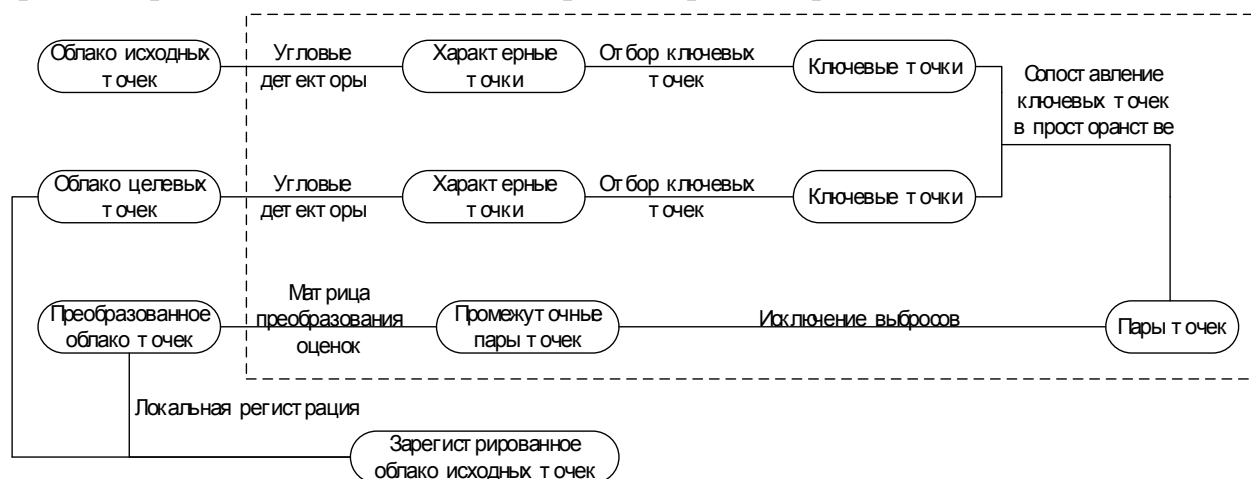 Облако исходных
точек
Угловые
детекторы
Характерные
точки
Отбор ключевых
точек
Ключевые точки
Сопоставление
ключевых точек
в просторанстве
Облако целевых
точек
Угловые
детекторы
Характерные
точки
Отбор ключевых
точек
Ключевые точки
Преобразованное
облако точек
Матрица
преобразования
оценок
Промежуточные
пары точек
Исключение выбросов
Пары точек
Локальная регистрация
Зарегистрированное
облако исходных точек